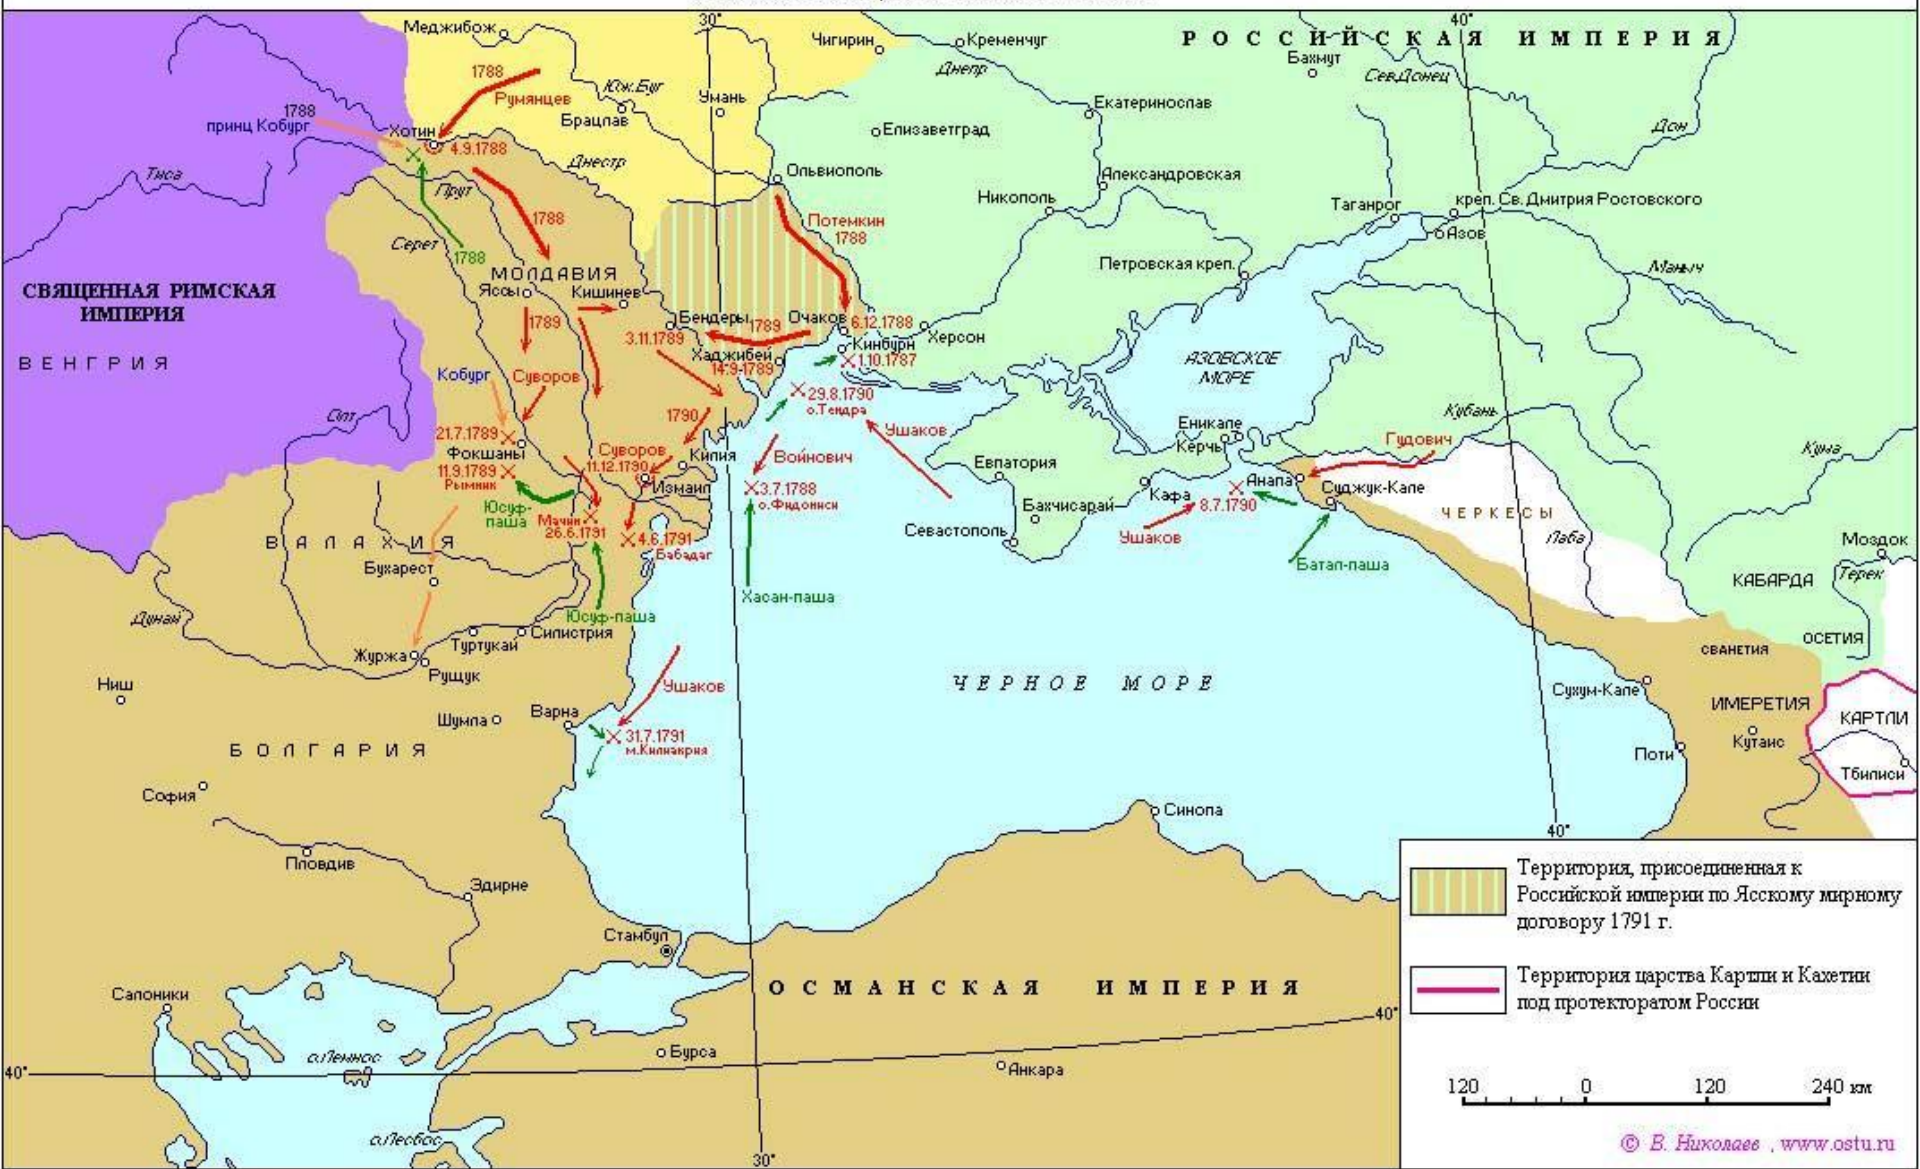 30°
40°
РОССИЙСКАЯ ИМПЕРИЯ
Меджибож
Чигирин
Кременчуг
Бахмут
Днепр
Сев.Донец
1788
Румянцев
Юж.Буг
Умань
Екатеринослав
1788
принц Кобург
Хотин
Брацлав
Елизаветград
Дон
4.9.1788
Днестр
Ольвиополь
Александровская
Тиса
Прут
Никополь
Таганрог
креп. Св. Дмитрия Ростовского
1788
Потемкин
1788
Азов
Серет
1788
МОЛДАВИЯ
Петровская креп.
Маныч
СВЯЩЕННАЯ РИМСКАЯ
ИМПЕРИЯ
Яссы
Кишинев
1789
Бендеры
1789
Очаков
6.12.1788
Херсон
3.11.1789
Кинбурн
1.10.1787
ВЕНГРИЯ
Хаджибей
14.9.1789
АЗОВСКОЕ
МОРЕ
Кобург
Суворов
29.8.1790
о.Тендра
Олт
1790
Ушаков
Еникале
Керчь
Кубань
Гудович
21.7.1789
Фокшаны
Суворов
11.12.1790
Килия
Войнович
Кума
11.9.1789
Рымник
Измаил
3.7.1788
о.Фидониси
Евпатория
Кафа
Анапа
Суджук-Кале
Юсуф-
паша
Мачин
26.6.1791
Бахчисарай
8.7.1790
ЧЕРКЕСЫ
ВАЛАХИЯ
4.6.1791
Бабадаг
Севастополь
Ушаков
Лаба
Моздок
Бухарест
Батал-паша
КАБАРДА
Терек
Хасан-паша
Дунай
Юсуф-паша
Силистрия
Туртукай
Журжа
Рущук
ОСЕТИЯ
СВАНЕТИЯ
Ниш
Ушаков
ЧЕРНОЕ МОРЕ
Сухум-Кале
Шумла
Варна
ИМЕРЕТИЯ
КАРТЛИ
31.7.1791
м.Калиакрия
БОЛГАРИЯ
Кутаис
Поти
Тбилиси
София
Синопа
40°
Пловдив
Эдирне
Территория, присоединенная к
Российской империи по Ясскому мирному
договору 1791 г.
Стамбул
ОСМАНСКАЯ ИМПЕРИЯ
Территория царства Картли и Кахетии
под протекторатом России
Салоники
40°
о.Лемнос
Бурса
40°
Анкара
120 0 120 240 км
о.Лесбос
30°
© В. Николаев , www.ostu.ru